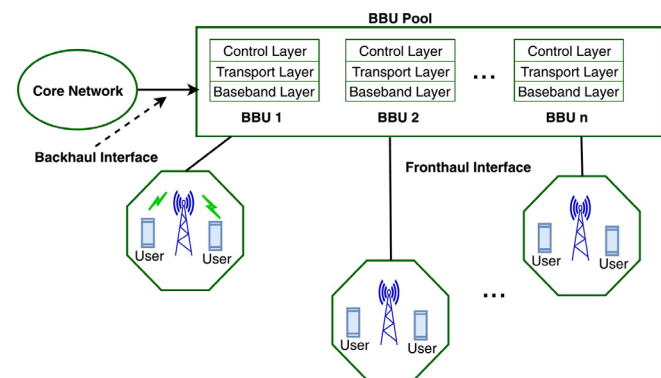 BBU Pool
Control Layer
Transport Layer
Baseband Layer
BBU 1
Control Layer
Transport Layer
Baseband Layer
BBU 2
...
Control Layer
Transport Layer
Baseband Layer
BBU n
Core Network
Backhaul Interface
Fronthaul Interface
User
User
User
User
...
User
User